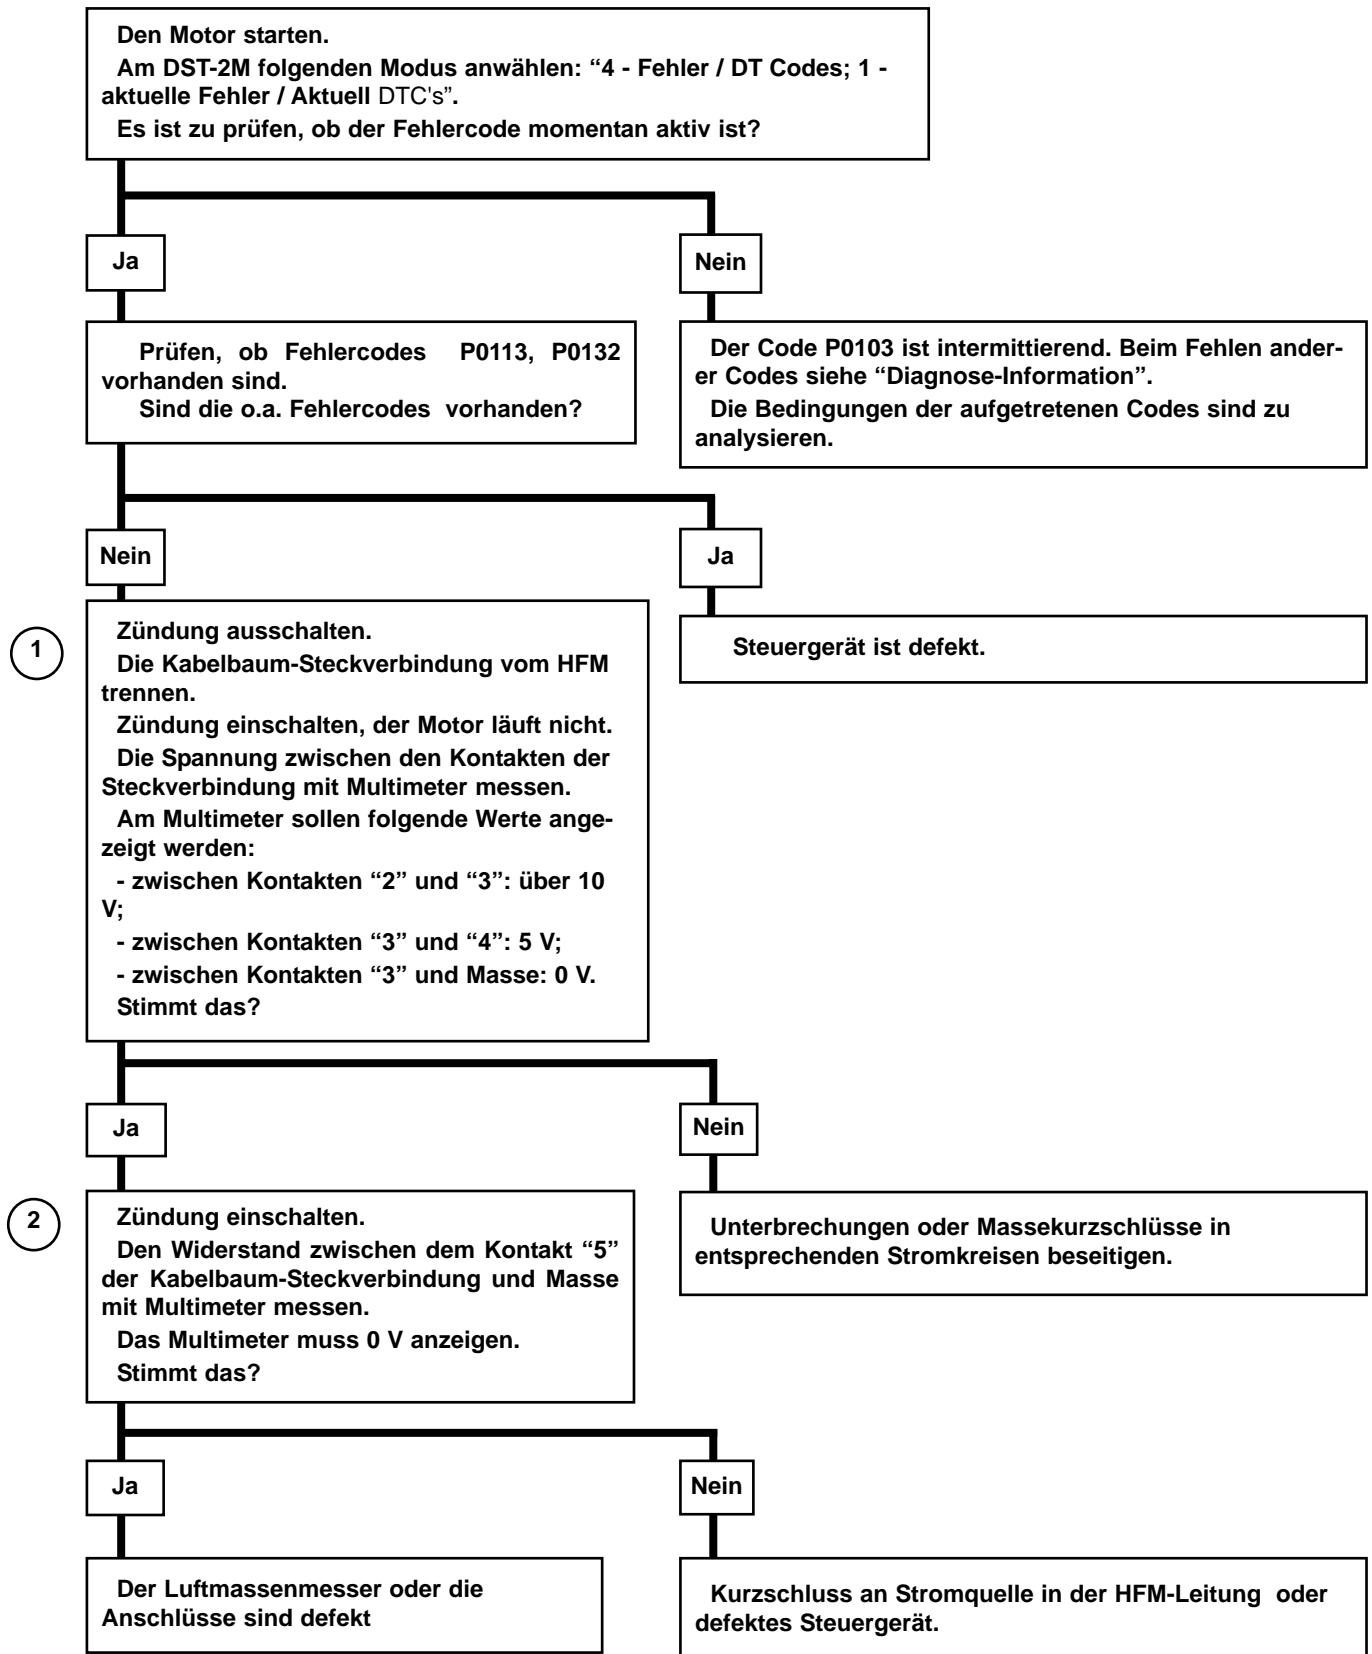 Den Motor starten.
Am DST-2M folgenden Modus anwählen: “4 - Fehler / DT Codes; 1 -
aktuelle Fehler / Aktuell DTC's”.
Es ist zu prüfen, ob der Fehlercode momentan aktiv ist?
Ja
Nein
Prüfen, ob Fehlercodes P0113, P0132
vorhanden sind.
Sind die o.a. Fehlercodes vorhanden?
Der Code P0103 ist intermittierend. Beim Fehlen ander-
er Codes siehe “Diagnose-Information”.
Die Bedingungen der aufgetretenen Codes sind zu
analysieren.
Nein
Ja
1
Zündung ausschalten.
Die Kabelbaum-Steckverbindung vom HFM
trennen.
Zündung einschalten, der Motor läuft nicht.
Die Spannung zwischen den Kontakten der
Steckverbindung mit Multimeter messen.
Am Multimeter sollen folgende Werte ange-
zeigt werden:
- zwischen Kontakten “2” und “3”: über 10
V;
- zwischen Kontakten “3” und “4”: 5 V;
- zwischen Kontakten “3” und Masse: 0 V.
Stimmt das?
Steuergerät ist defekt.
Ja
Nein
2
Zündung einschalten.
Den Widerstand zwischen dem Kontakt “5”
der Kabelbaum-Steckverbindung und Masse
mit Multimeter messen.
Das Multimeter muss 0 V anzeigen.
Stimmt das?
Unterbrechungen oder Massekurzschlüsse in
entsprechenden Stromkreisen beseitigen.
Ja
Nein
Der Luftmassenmesser oder die
Anschlüsse sind defekt
Kurzschluss an Stromquelle in der HFM-Leitung oder
defektes Steuergerät.